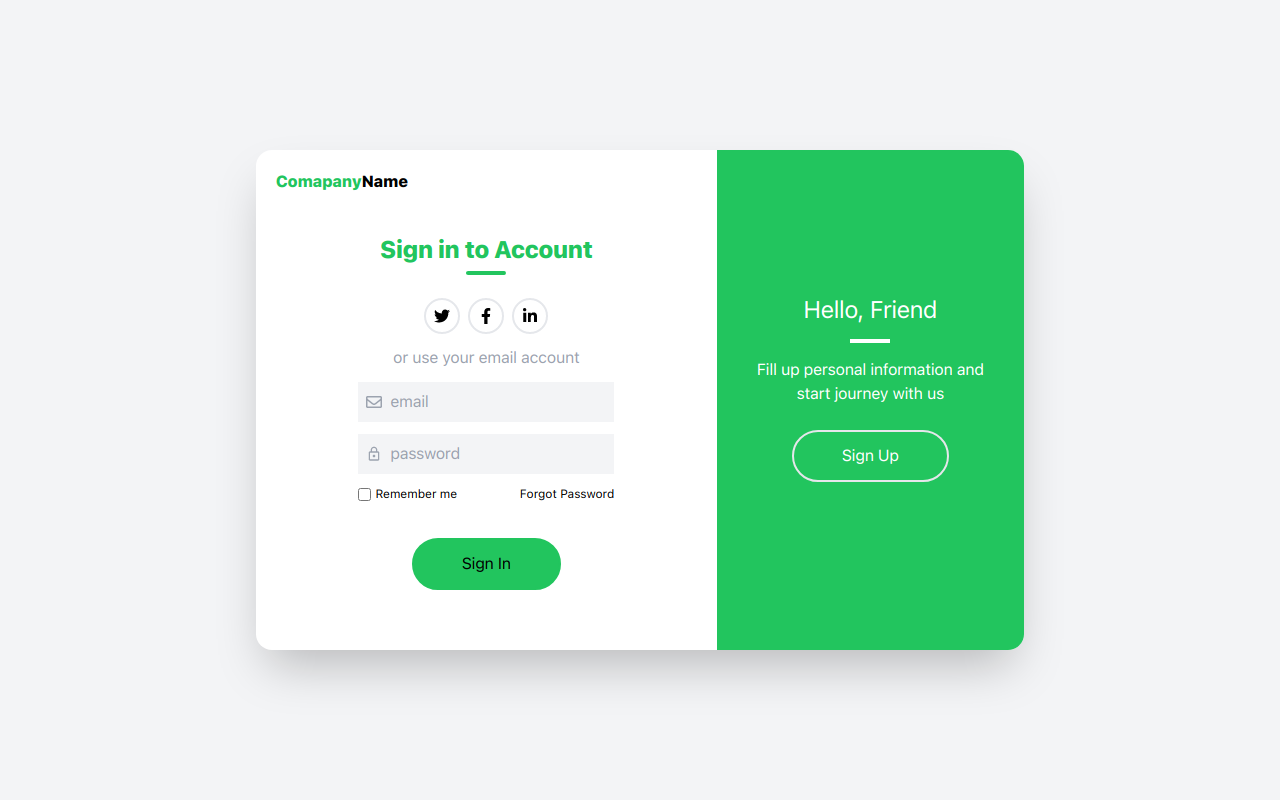 ComapanyName
Sign in to Account
or use your email account
email
password
Remember me
Forgot Password
Sign In
Hello, Friend
Fill up personal information and
start journey with us
Sign Up